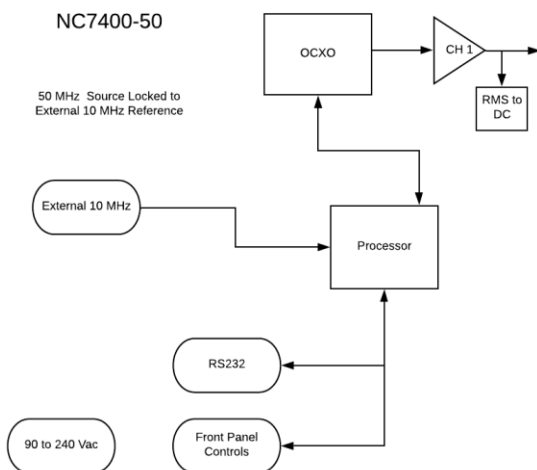 NC7400-50
50 MHz Source Locked to
External 10 MHz Reference
OCXO
CH 1
RMS to
DC
External 10 MHz
Processor
RS232
90 to 240 Vac
Front Panel
Controls